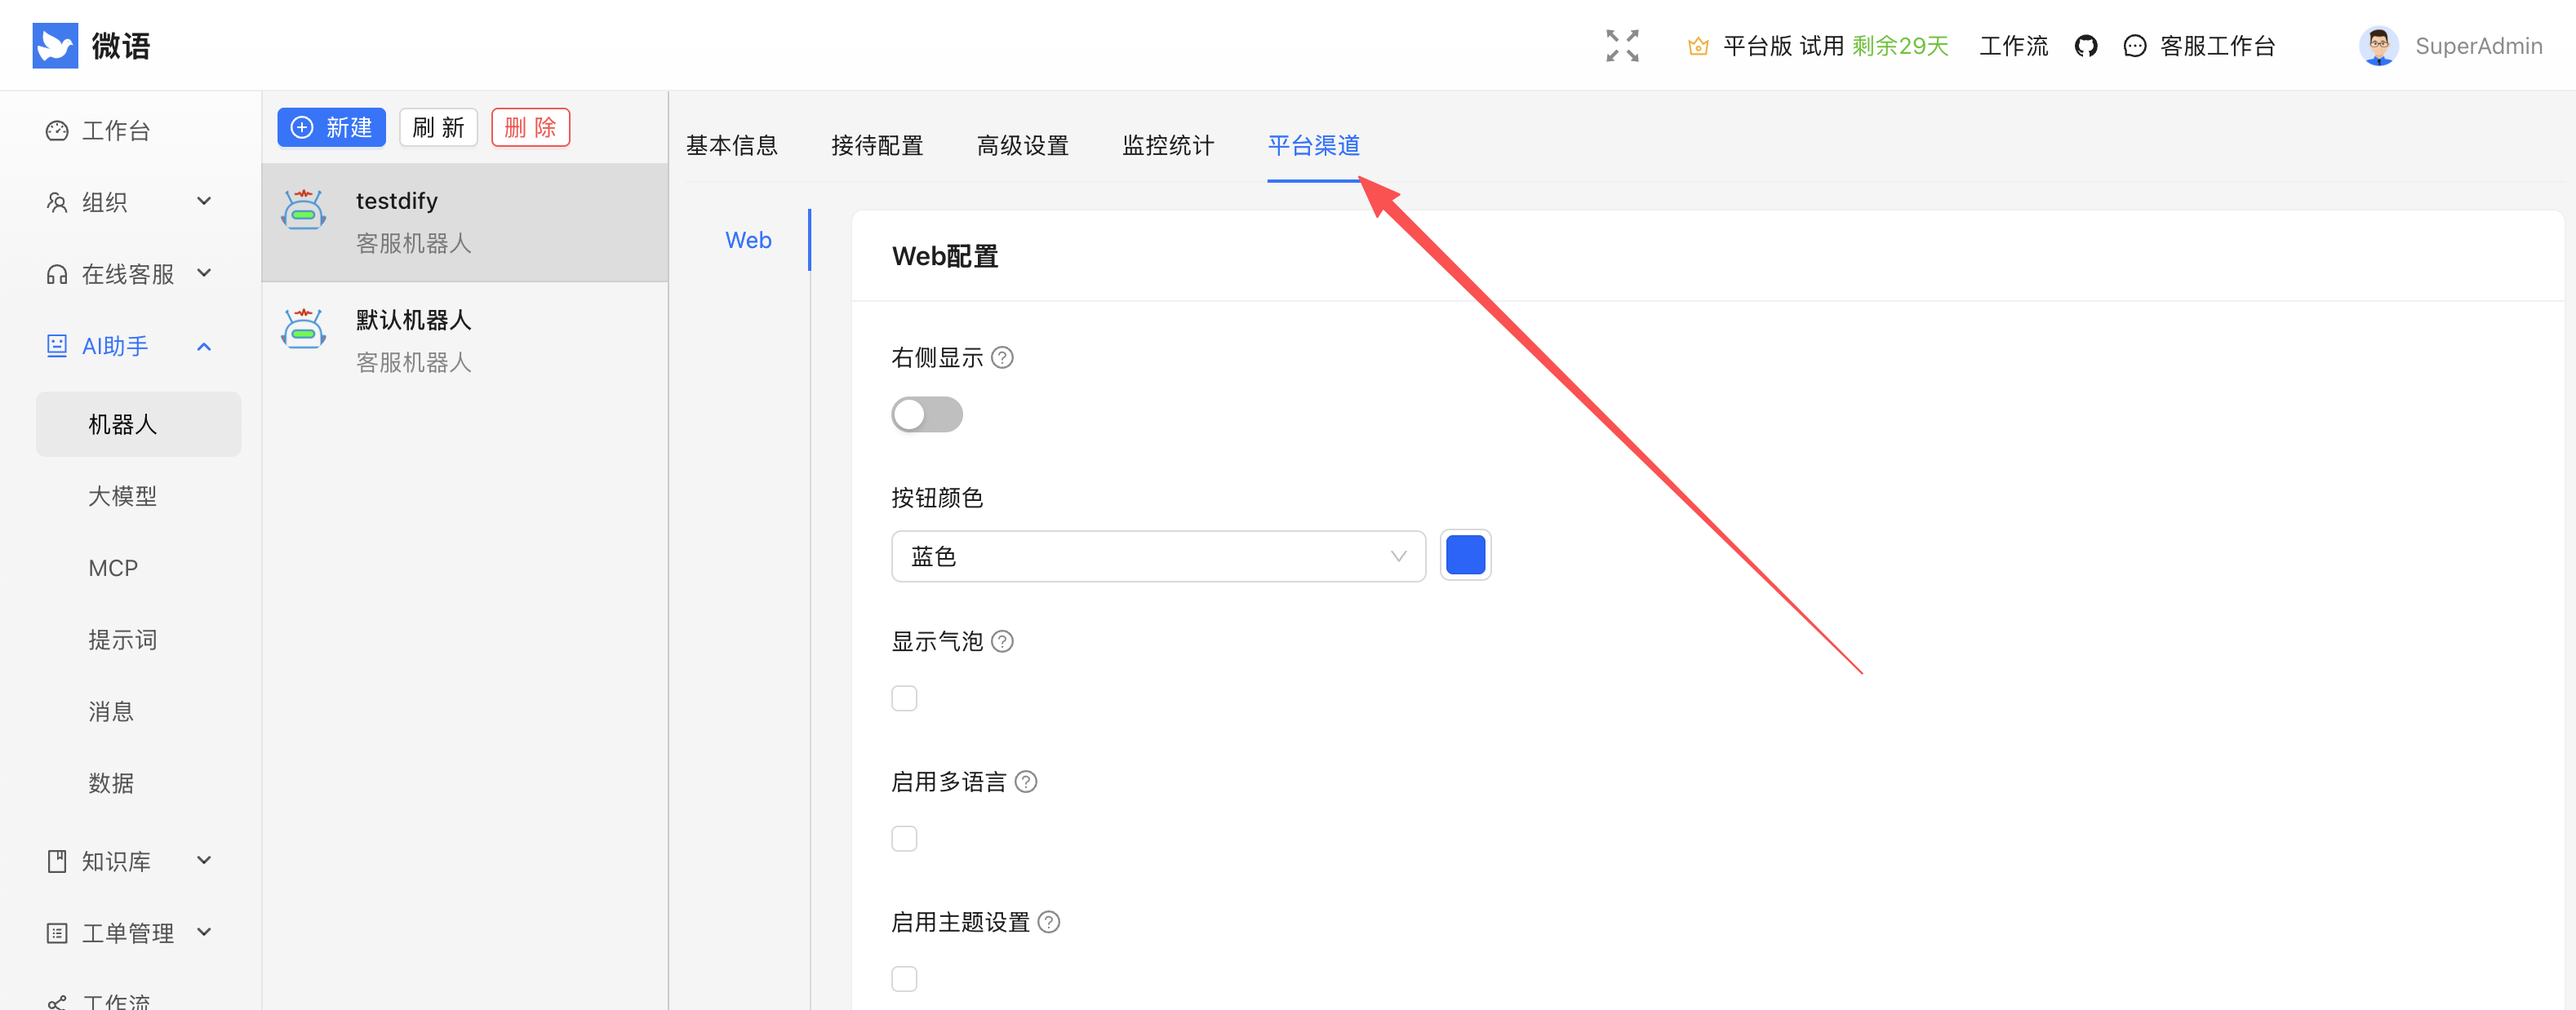 微语
平台版 试用 剩余29天
工作流
客服工作台
SuperAdmin
工作台
组织
在线客服
AI助手
机器人
大模型
MCP
提示词
消息
数据
知识库
工单管理
工作流
新建
刷 新
删 除
testdify
客服机器人
默认机器人
客服机器人
基本信息
接待配置
高级设置
监控统计
平台渠道
Web
Web配置
右侧显示
按钮颜色
蓝色
显示气泡
启用多语言
启用主题设置